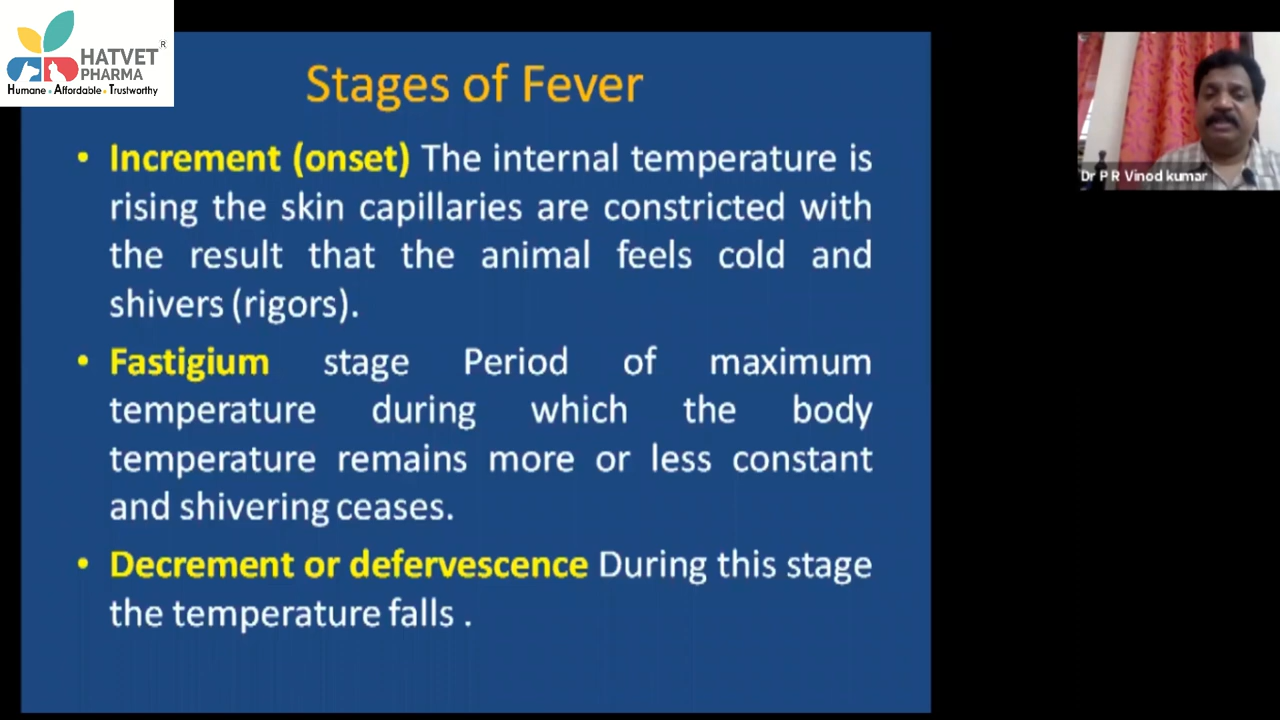 HATVET®
PHARMA
Humane • Affordable • Trustworthy
Stages of Fever
• Increment (onset) The internal temperature is
rising the skin capillaries are constricted with
the result that the animal feels cold and
shivers (rigors).
• Fastigium stage Period of maximum
temperature during which the body
temperature remains more or less constant
and shivering ceases.
• Decrement or defervescence During this stage
the temperature falls .
Dr P R Vinod kumar